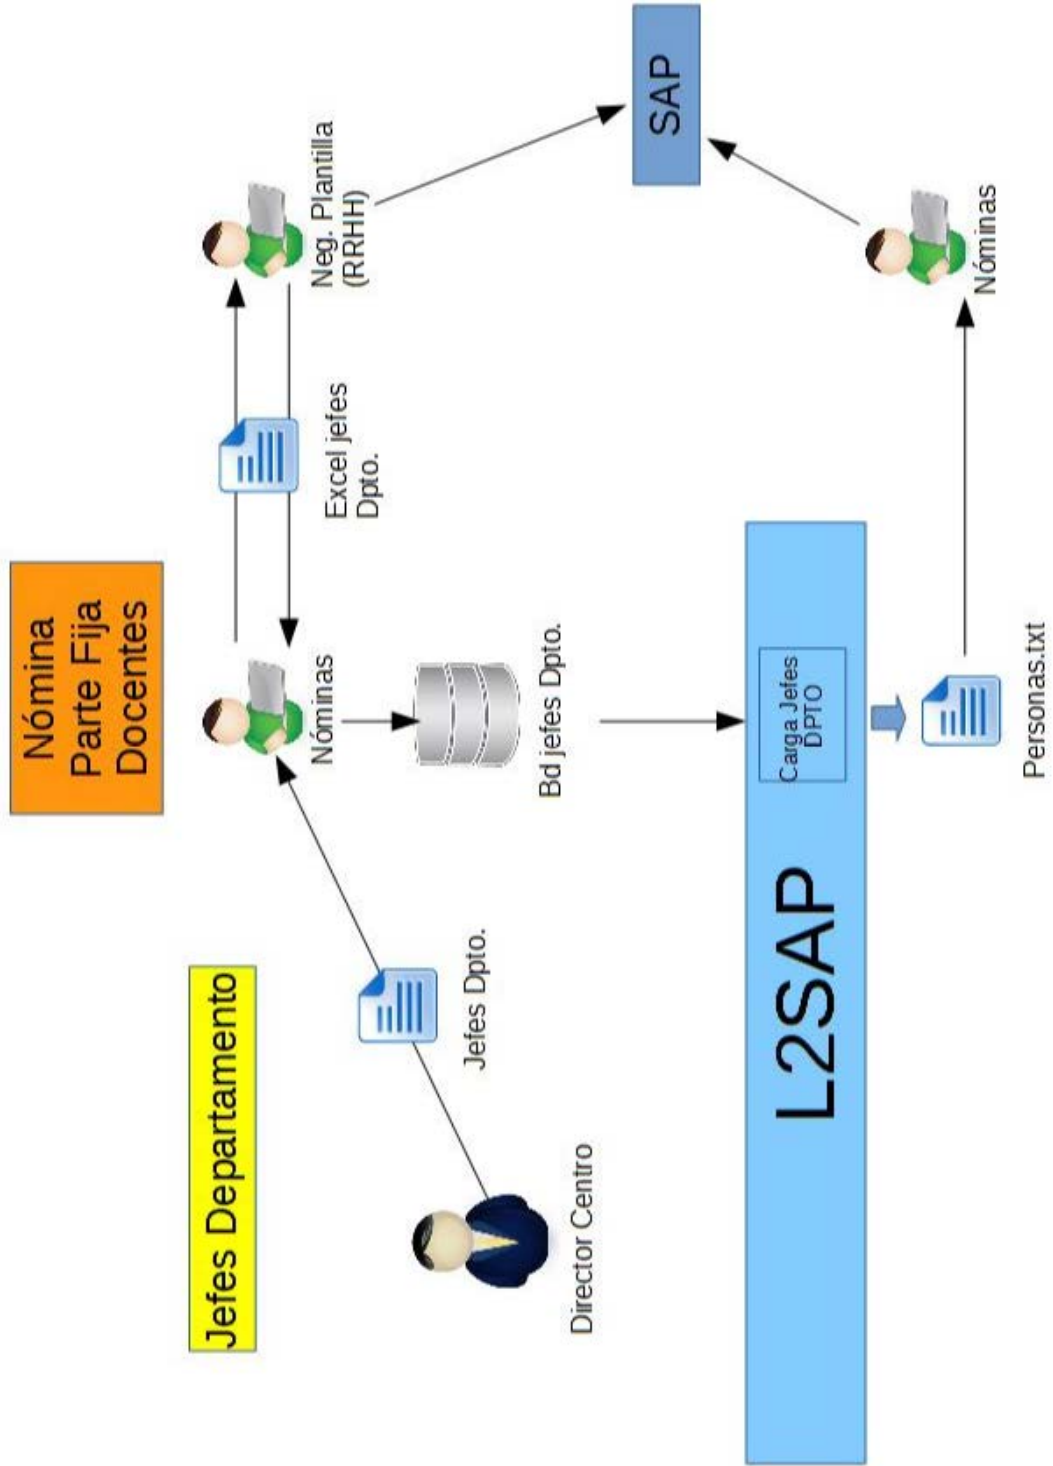 Nómina
Parte Fija
Docentes
Jefes Departamento
Nóminas
Neg. Plantilla
(RRHH)
Excel jefes
Dpto.
Jefes Dpto.
Bd jefes Dpto.
Director Centro
SAP
L2SAP
Carga Jefes
DPTO
Nóminas
Personas.txt